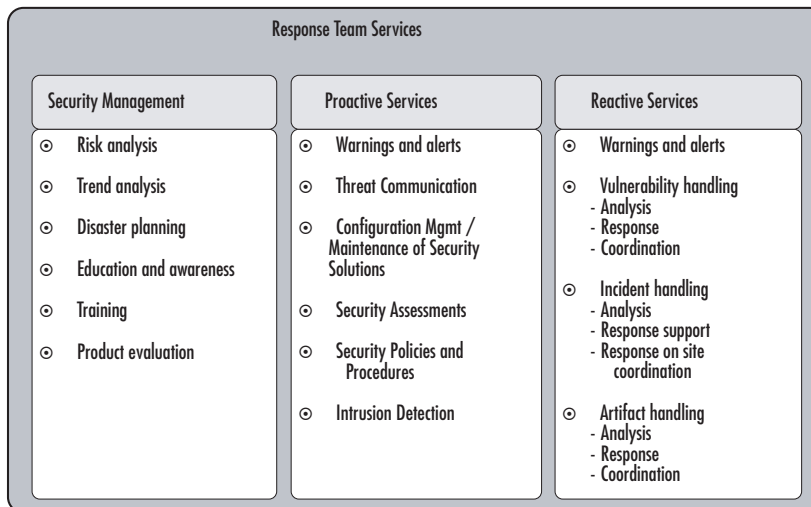 Response Team Services
Security Management
⊙ Risk analysis
⊙ Trend analysis
⊙ Disaster planning
⊙ Education and awareness
⊙ Training
⊙ Product evaluation
Proactive Services
⊙ Warnings and alerts
⊙ Threat Communication
⊙ Configuration Mgmt /
Maintenance of Security
Solutions
⊙ Security Assessments
⊙ Security Policies and
Procedures
⊙ Intrusion Detection
Reactive Services
⊙ Warnings and alerts
⊙ Vulnerability handling
- Analysis
- Response
- Coordination
⊙ Incident handling
- Analysis
- Response support
- Response on site
coordination
⊙ Artifact handling
- Analysis
- Response
- Coordination